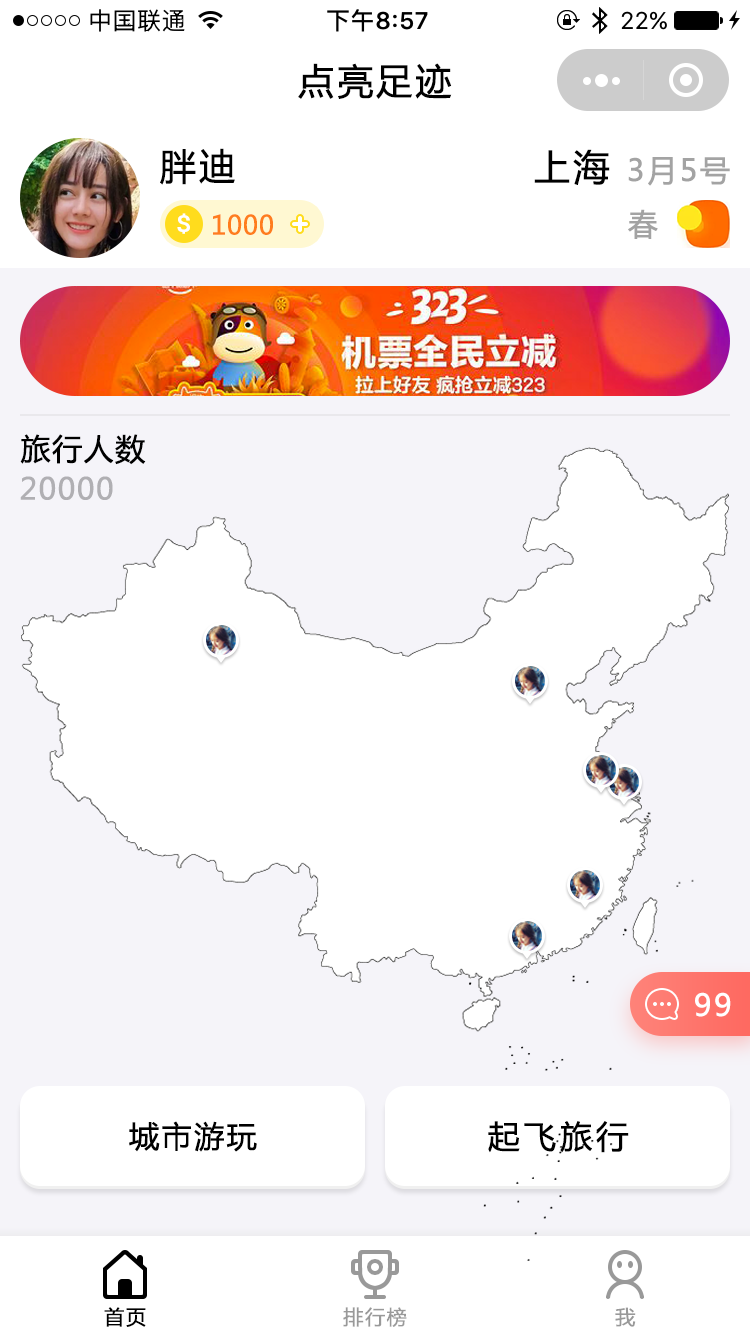 中国联通 下午8:57 22%
点亮足迹
胖迪 上海 3月5号
$ 1000 春
323
机票全民立减
拉上好友 疯抢立减323
旅行人数
20000
99
城市游玩 起飞旅行
首页 排行榜 我